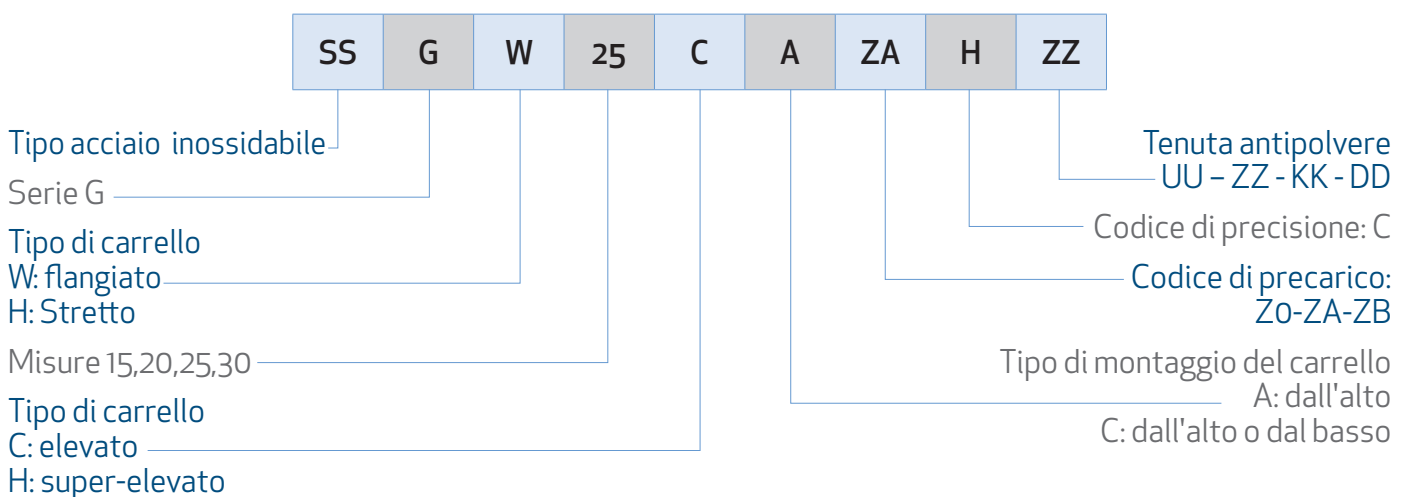 SS G W 25 C A ZA H ZZ
Tipo acciaio inossidabile
Serie G
Tipo di carrello
W: flangiato
H: Stretto
Misure 15,20,25,30
Tipo di carrello
C: elevato
H: super-elevato
Tenuta antipolvere
UU – ZZ - KK - DD
Codice di precisione: C
Codice di precarico:
Z0-ZA-ZB
Tipo di montaggio del carrello
A: dall'alto
C: dall'alto o dal basso